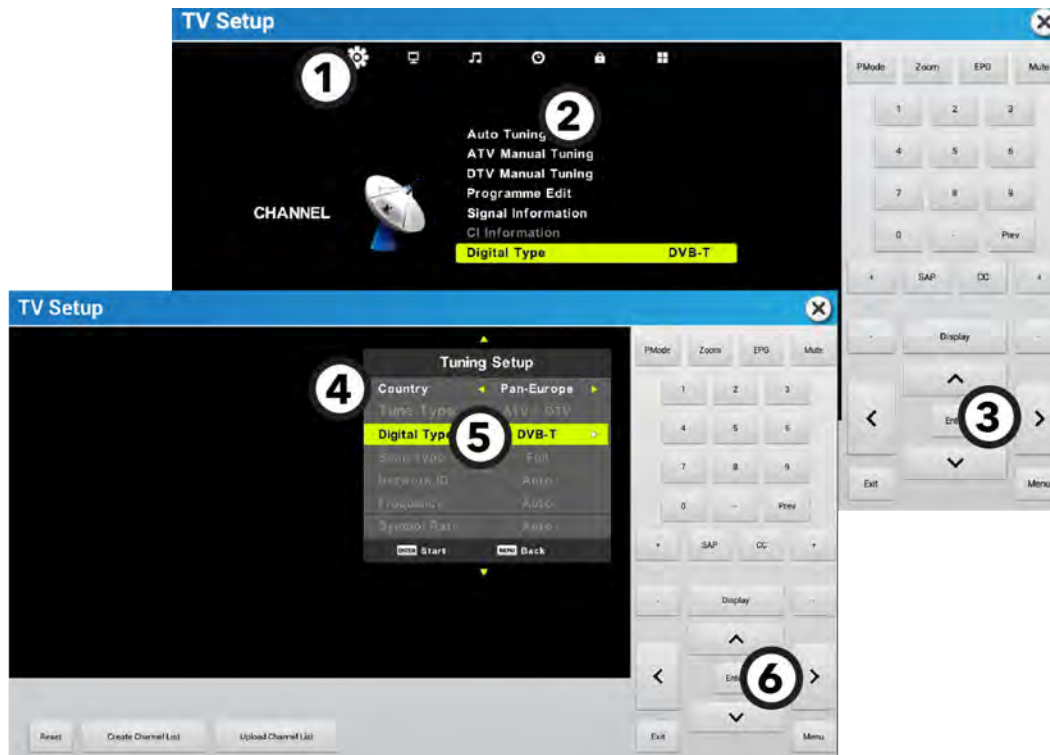 TV Setup
1
2
Auto Tuning
ATV Manual Tuning
DTV Manual Tuning
Programme Edit
Signal Information
CI Information
Digital Type DVB-T
CHANNEL
PMode Zoom EPG Mute
1 2 3
4 5 6
7 8 9
0 - Prev
+ SAP CC +
- Display -
3
Exit Menu
TV Setup
Tuning Setup
4
Country Pan-Europe
Tune Type ATV + DTV
Digital Type DVB-T
5
Scan Type Full
Network ID Auto
Frequency Auto
Symbol Rate Auto
ENTER Start MENU Back
PMode Zoom EPG Mute
1 2 3
4 5 6
7 8 9
0 - Prev
+ SAP CC +
- Display -
6
Exit Menu
Reset Create Channel List Upload Channel List